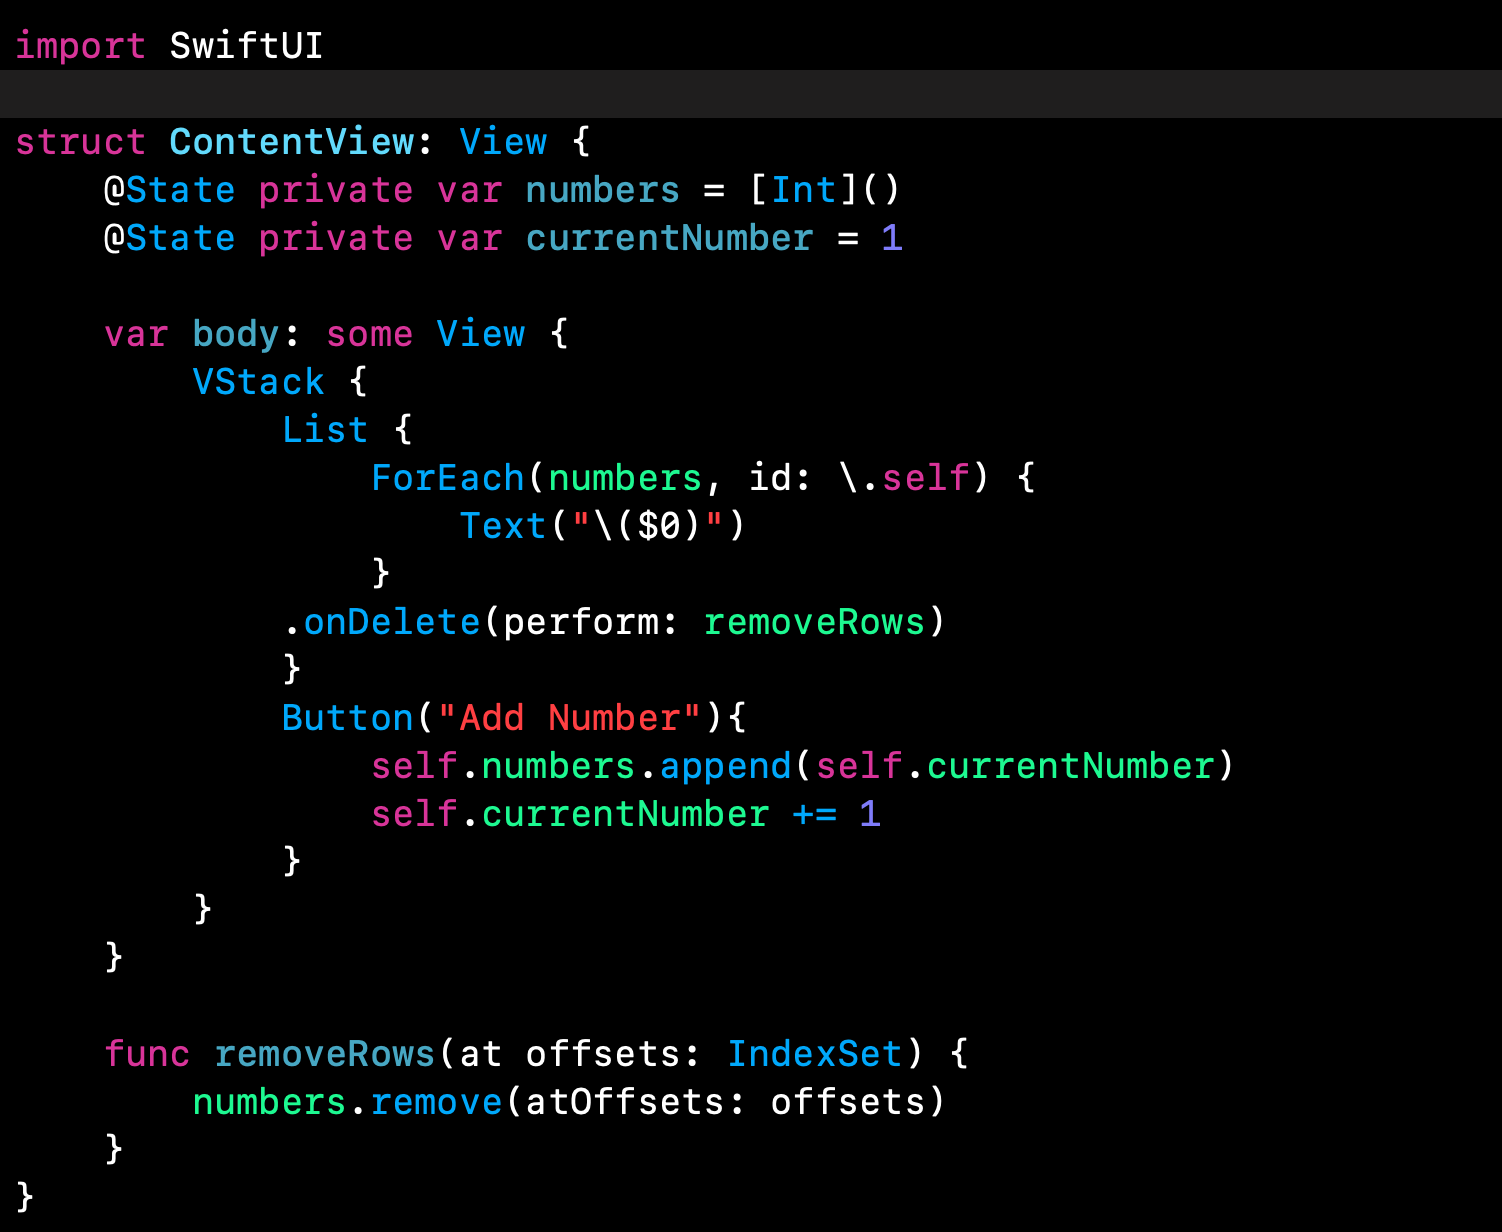 import SwiftUI

struct ContentView: View {
    @State private var numbers = [Int]()
    @State private var currentNumber = 1

    var body: some View {
        VStack {
            List {
                ForEach(numbers, id: \.self) {
                    Text("\($0)")
                }
            .onDelete(perform: removeRows)
            }
            Button("Add Number"){
                self.numbers.append(self.currentNumber)
                self.currentNumber += 1
            }
        }
    }

    func removeRows(at offsets: IndexSet) {
        numbers.remove(atOffsets: offsets)
    }
}